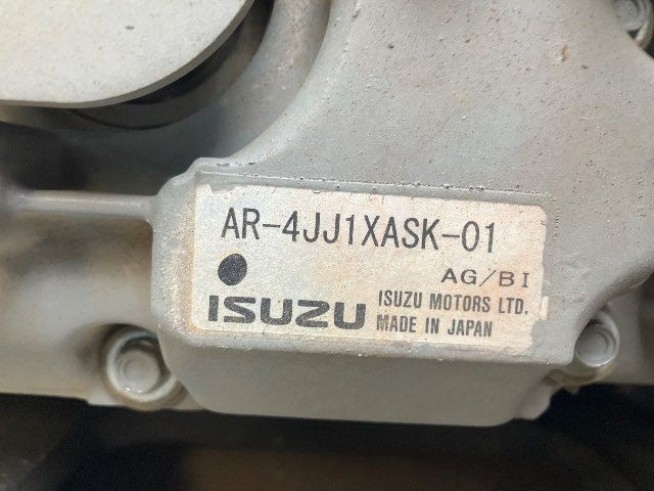 AR-4JJ1XASK-01
AG/BI
ISUZU
ISUZU MOTORS LTD.
MADE IN JAPAN